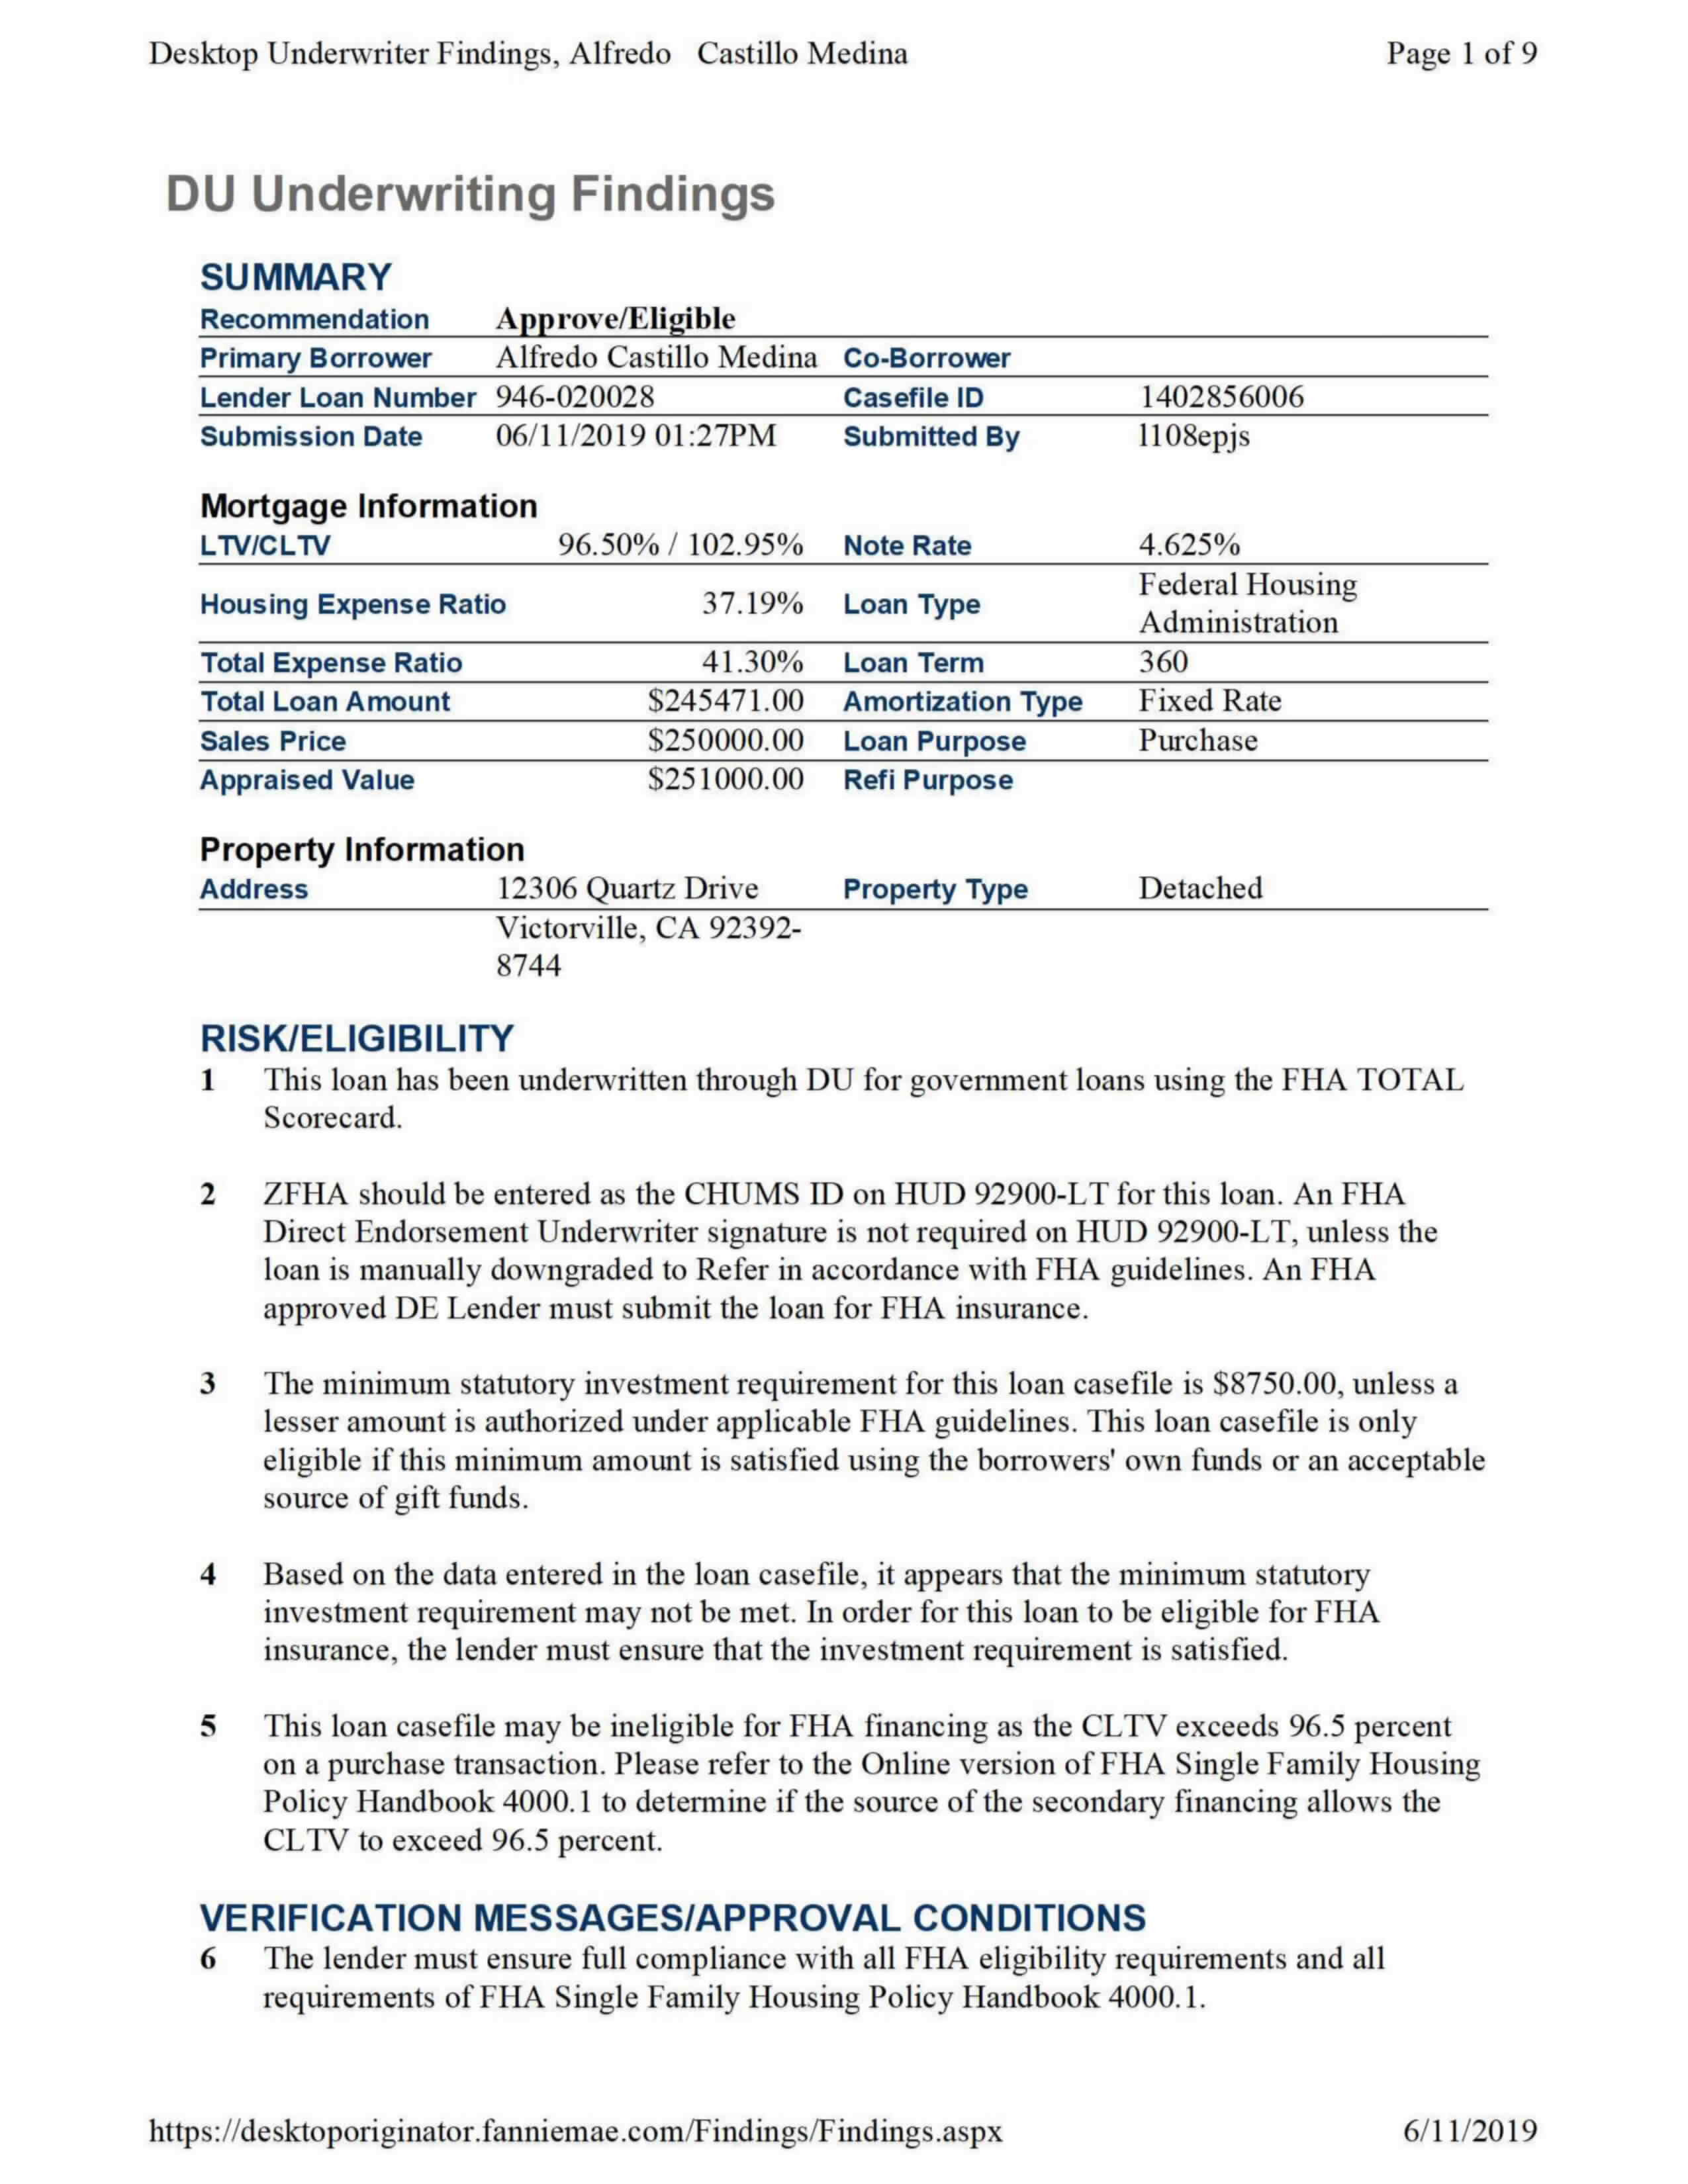 Desktop Underwriter Findings, Alfredo Castillo Medina Page 1 of 9
DU Underwriting Findings
SUMMARY
Recommendation Approve/Eligible
Primary Borrower Alfredo Castillo Medina Co-Borrower
Lender Loan Number 946-020028 Casefile ID 1402856006
Submission Date 06/11/2019 01:27PM Submitted By l108epjs
Mortgage Information
LTV/CLTV 96.50% / 102.95% Note Rate 4.625%
Housing Expense Ratio 37.19% Loan Type Federal Housing
Administration
Total Expense Ratio 41.30% Loan Term 360
Total Loan Amount $245471.00 Amortization Type Fixed Rate
Sales Price $250000.00 Loan Purpose Purchase
Appraised Value $251000.00 Refi Purpose
Property Information
Address 12306 Quartz Drive Property Type Detached
Victorville, CA 92392-
8744
RISK/ELIGIBILITY
1 This loan has been underwritten through DU for government loans using the FHA TOTAL
Scorecard.
2 ZFHA should be entered as the CHUMS ID on HUD 92900-LT for this loan. An FHA
Direct Endorsement Underwriter signature is not required on HUD 92900-LT, unless the
loan is manually downgraded to Refer in accordance with FHA guidelines. An FHA
approved DE Lender must submit the loan for FHA insurance.
3 The minimum statutory investment requirement for this loan casefile is $8750.00, unless a
lesser amount is authorized under applicable FHA guidelines. This loan casefile is only
eligible if this minimum amount is satisfied using the borrowers' own funds or an acceptable
source of gift funds.
4 Based on the data entered in the loan casefile, it appears that the minimum statutory
investment requirement may not be met. In order for this loan to be eligible for FHA
insurance, the lender must ensure that the investment requirement is satisfied.
5 This loan casefile may be ineligible for FHA financing as the CLTV exceeds 96.5 percent
on a purchase transaction. Please refer to the Online version of FHA Single Family Housing
Policy Handbook 4000.1 to determine if the source of the secondary financing allows the
CLTV to exceed 96.5 percent.
VERIFICATION MESSAGES/APPROVAL CONDITIONS
6 The lender must ensure full compliance with all FHA eligibility requirements and all
requirements of FHA Single Family Housing Policy Handbook 4000.1.
https://desktoporiginator.fanniemae.com/Findings/Findings.aspx 6/11/2019